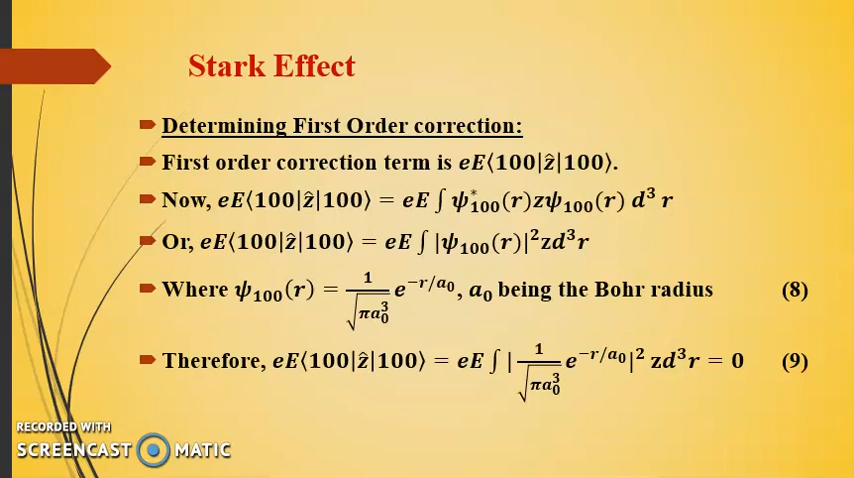 Stark Effect
Determining First Order correction:
First order correction term is eE⟨100|ẑ|100⟩.
Now, eE⟨100|ẑ|100⟩ = eE ∫ ψ*₁₀₀(r)zψ₁₀₀(r) d³ r
Or, eE⟨100|ẑ|100⟩ = eE ∫ |ψ₁₀₀(r)|²zd³r
Where ψ₁₀₀(r) = 1/√(πa₀³) e^(−r/a₀), a₀ being the Bohr radius (8)
Therefore, eE⟨100|ẑ|100⟩ = eE ∫ |1/√(πa₀³) e^(−r/a₀)|² zd³r = 0 (9)
RECORDED WITH
SCREENCAST MATIC